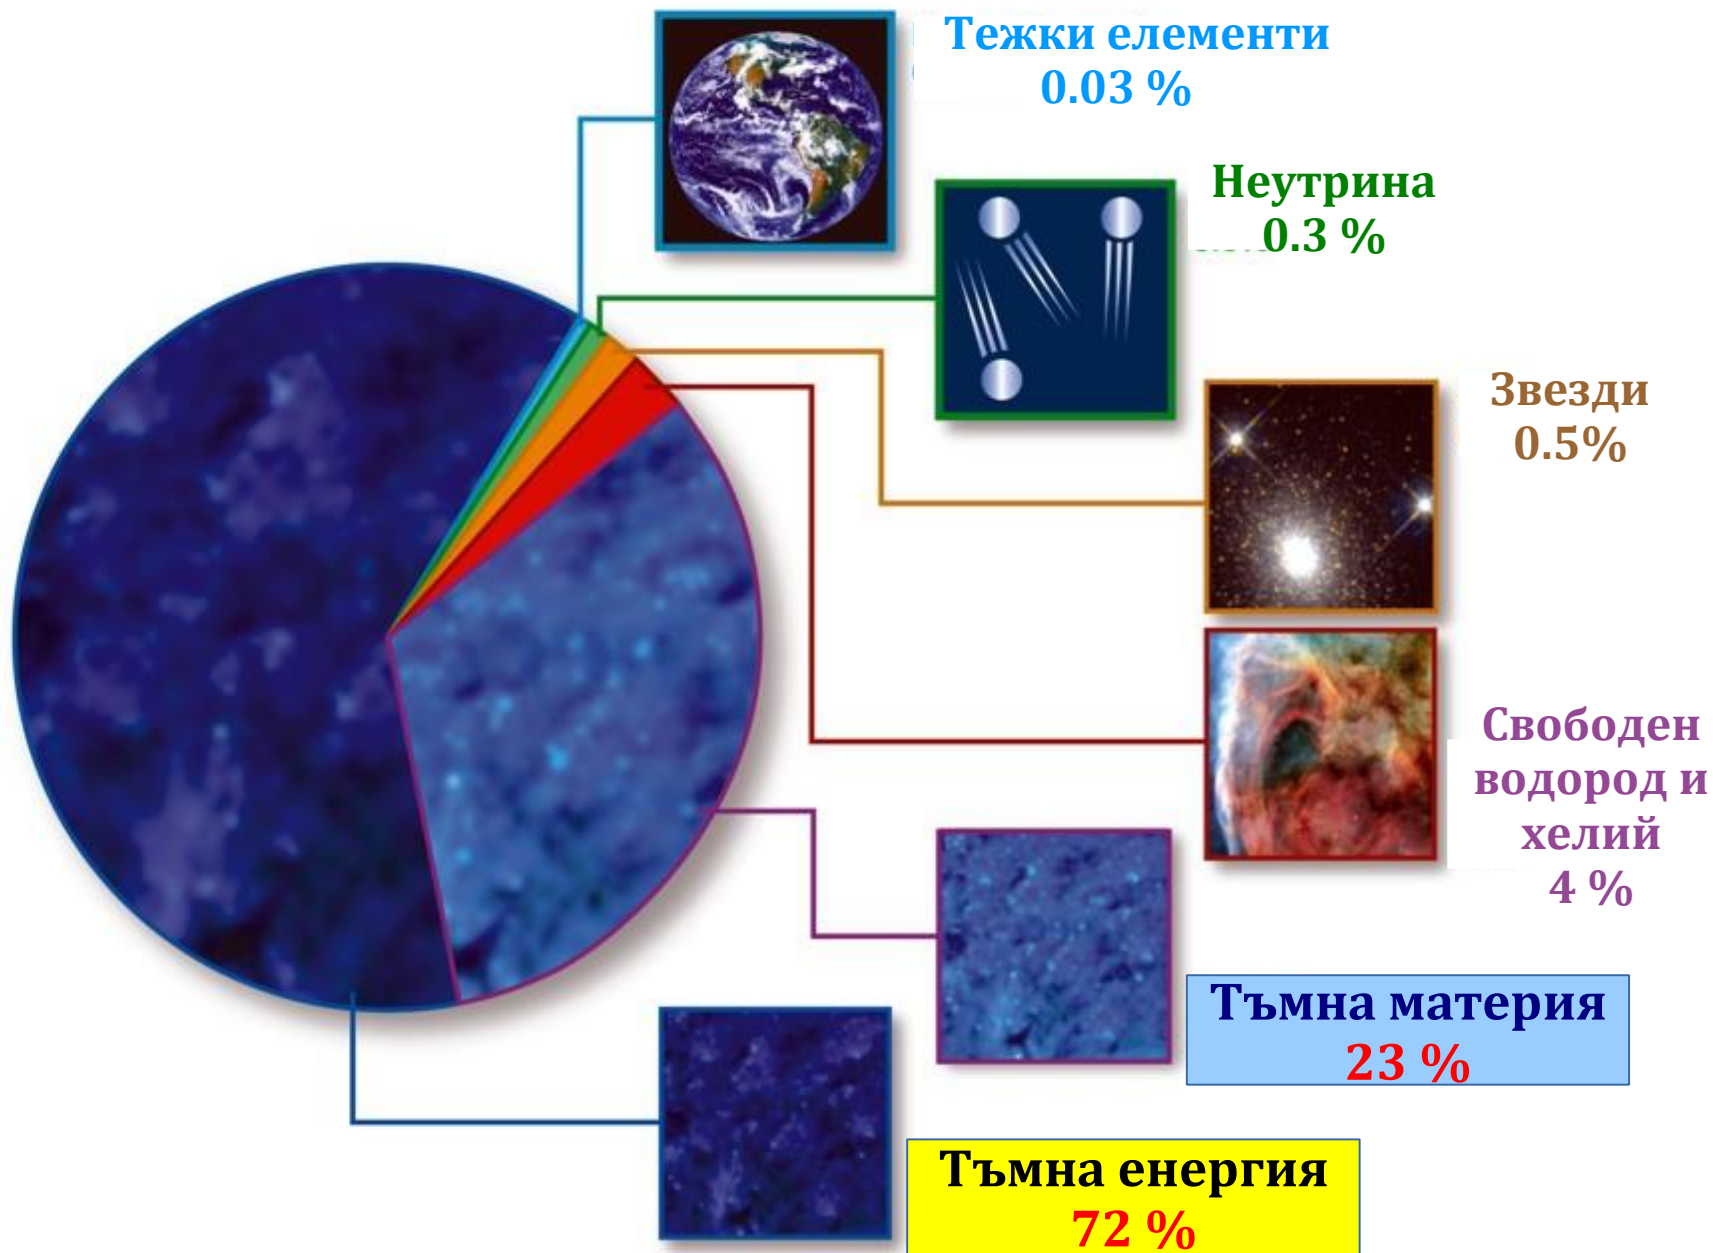 Тежки елементи
0.03 %
Неутрина
0.3 %
Звезди
0.5%
Свободен
водород и
хелий
4 %
Тъмна материя
23 %
Тъмна енергия
72 %